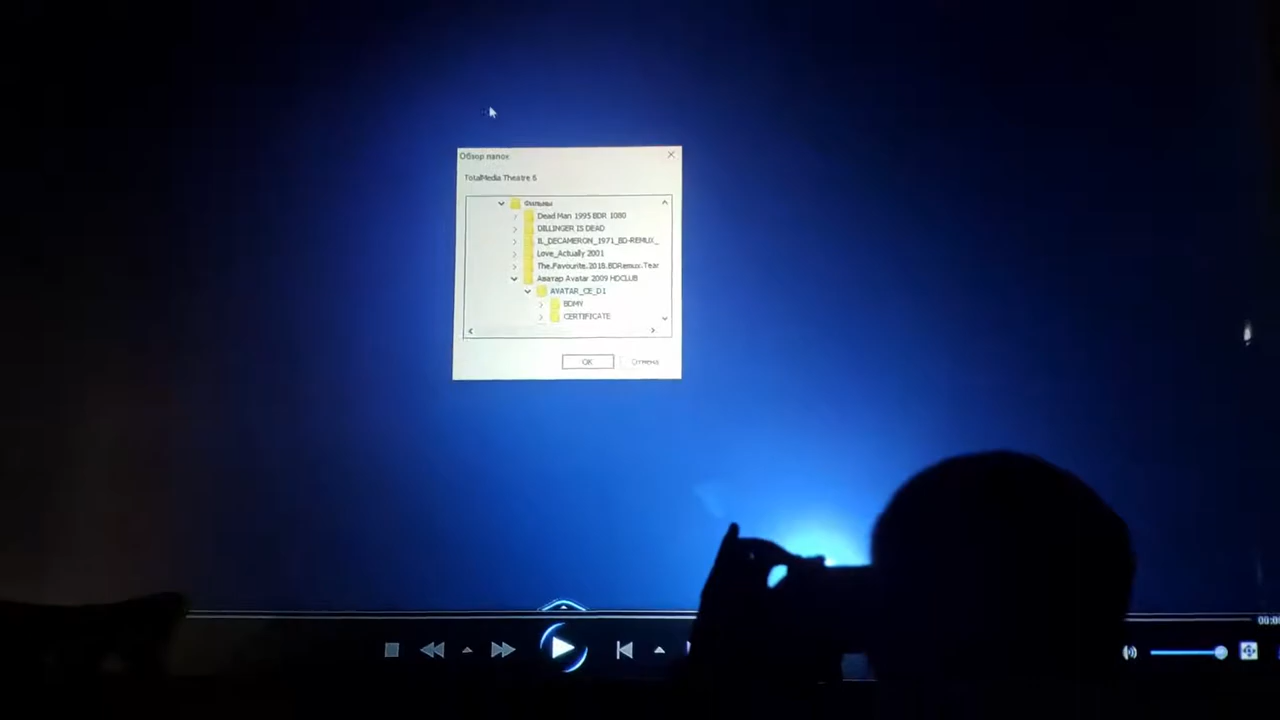 Обзор папок
TotalMedia Theatre 5
Фильмы
Dead Man 1995 BDR 1080
DILLINGER IS DEAD
IL_DECAMERON_1971_BD-REMUX_
Love_Actually 2001
The.Favourite.2018.BDRemux.Tear
Аватар Avatar 2009 HDCLUB
AVATAR_CE_D1
BDMV
CERTIFICATE
OK Отмена